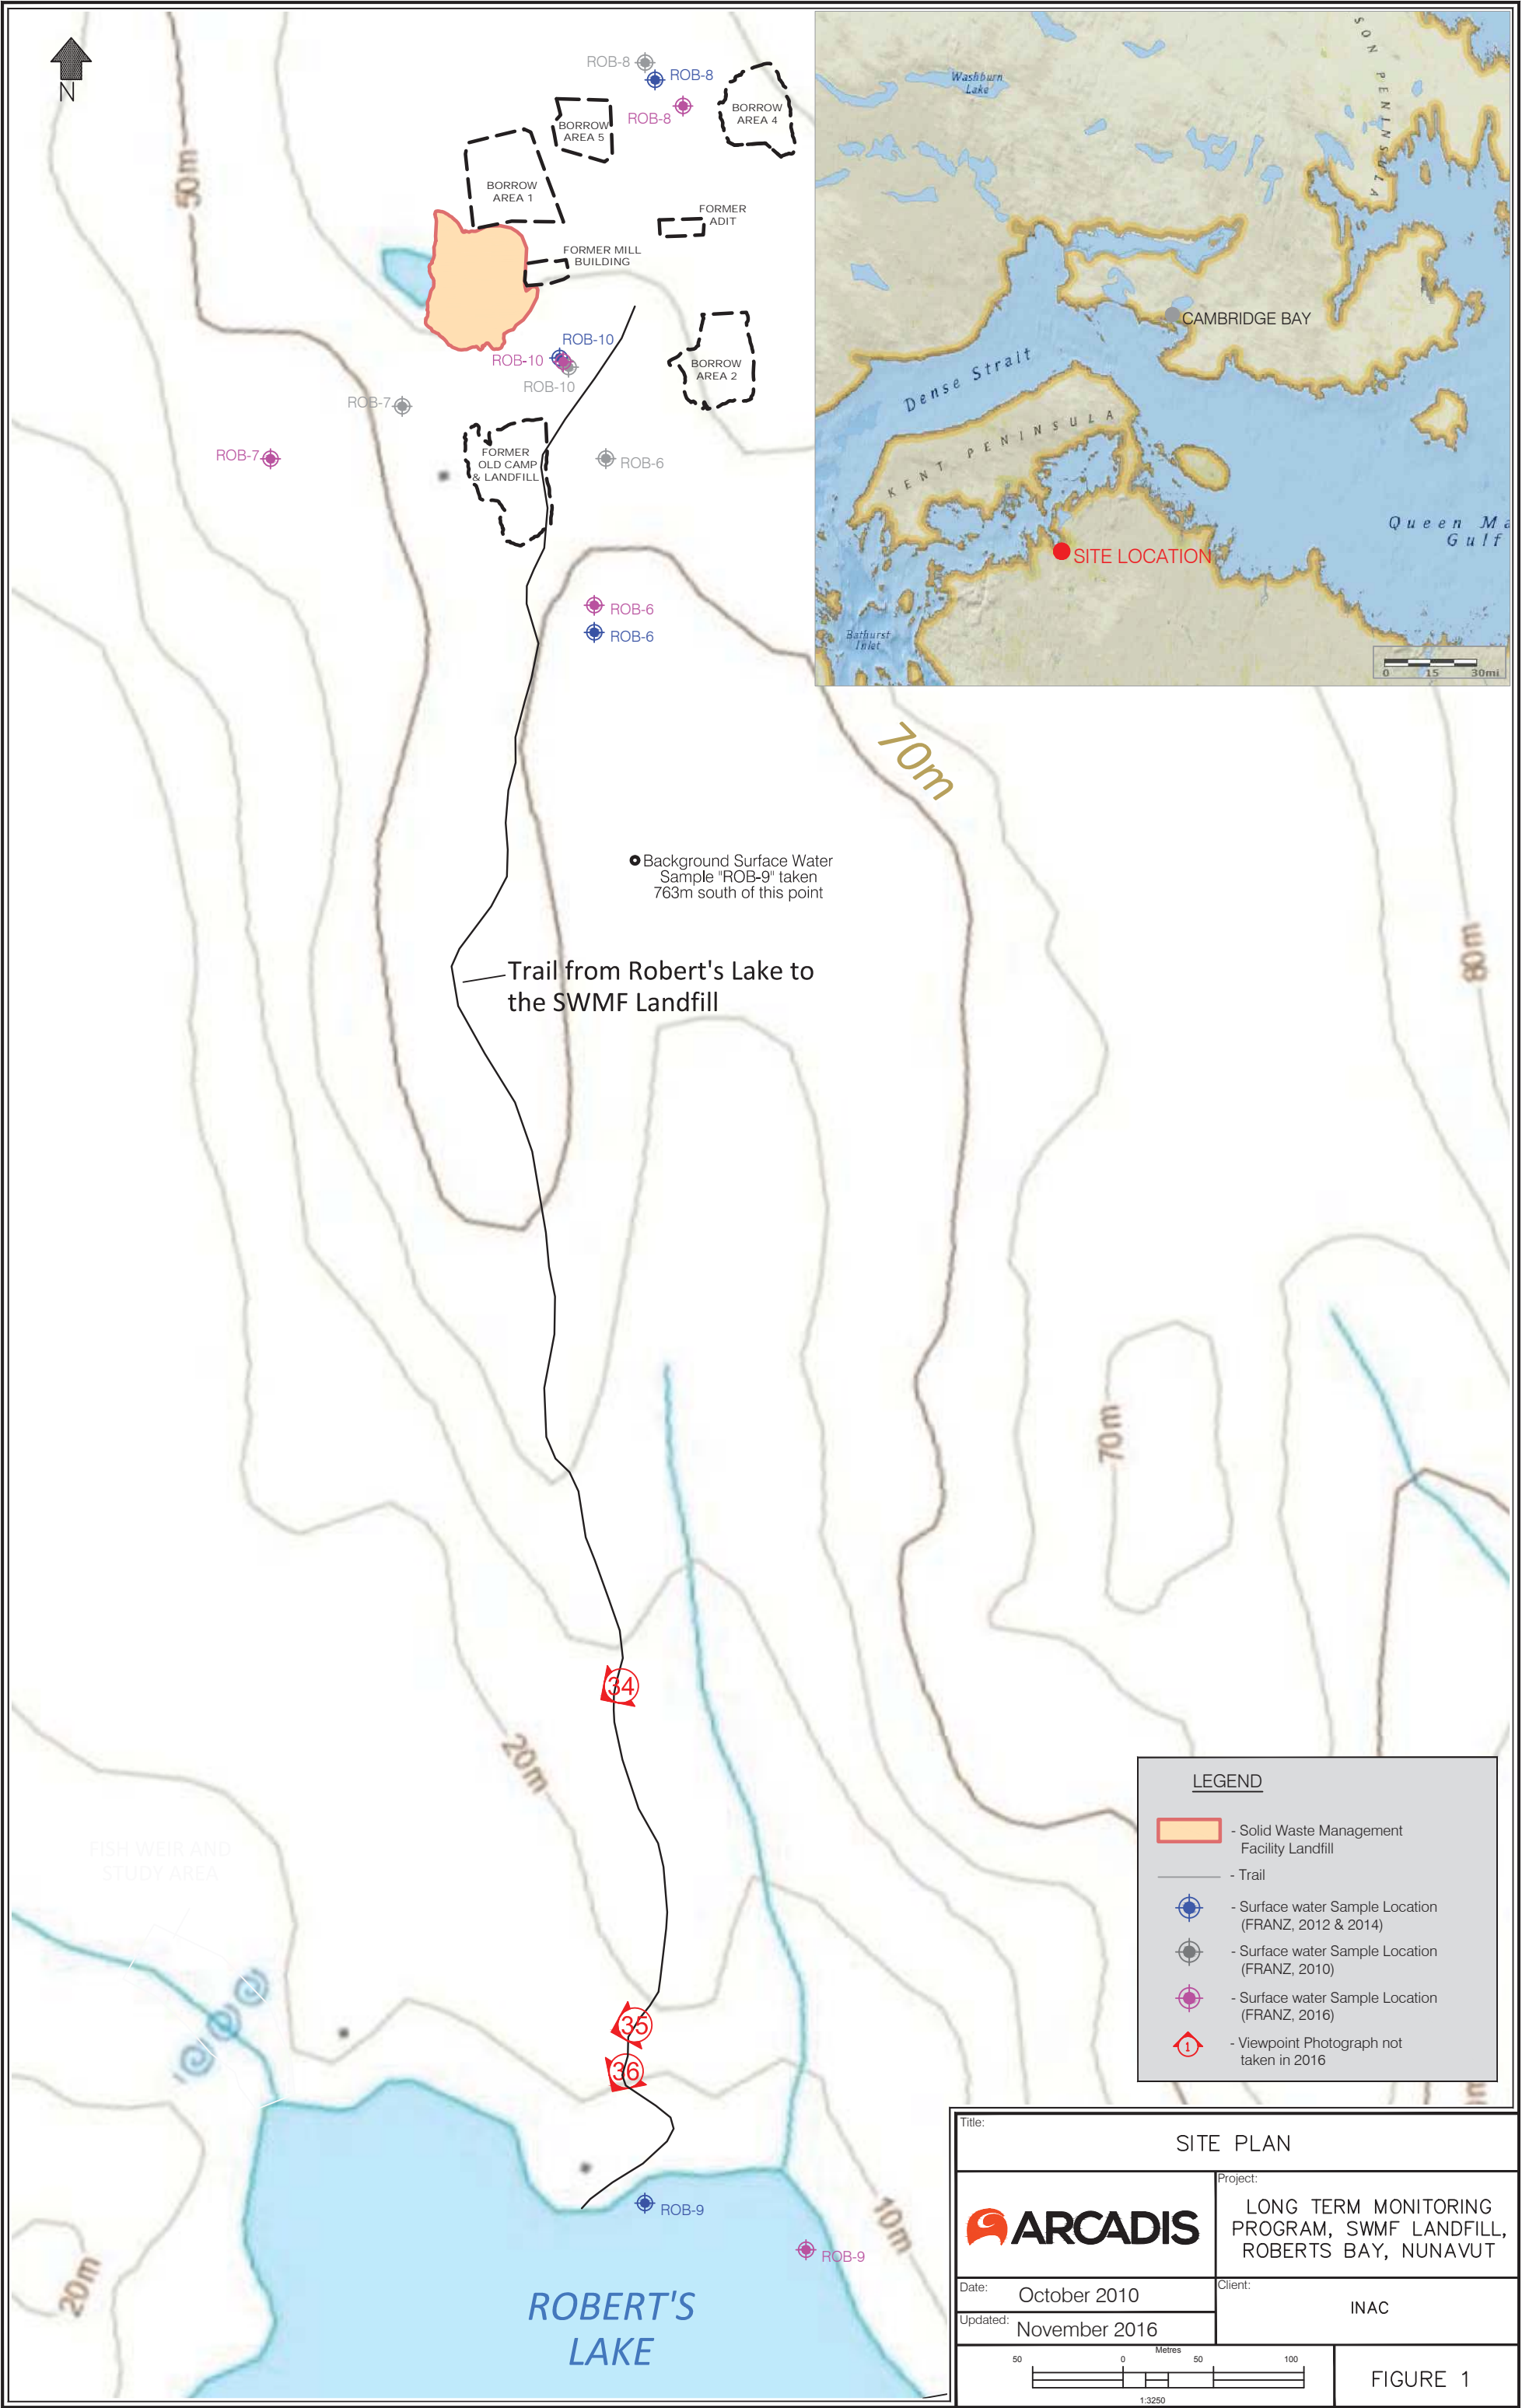 N
50m
ROB-8
ROB-8
ROB-8
BORROW
AREA 4
BORROW
AREA 5
BORROW
AREA 1
FORMER
ADIT
FORMER MILL
BUILDING
ROB-10
ROB-10
ROB-10
BORROW
AREA 2
ROB-7
ROB-7
FORMER
OLD CAMP
& LANDFILL
ROB-6
ROB-6
ROB-6
Washburn
Lake
SON PENINSULA
CAMBRIDGE BAY
Dense Strait
KENT PENINSULA
Queen Ma
Gulf
SITE LOCATION
Bathurst
Inlet
0 15 30mi
70m
Background Surface Water
Sample "ROB-9" taken
763m south of this point
80m
Trail from Robert's Lake to
the SWMF Landfill
70m
34
20m
FISH WEIR AND
STUDY AREA
35
36
ROB-9
ROB-9
10m
20m
ROBERT'S
LAKE
LEGEND
- Solid Waste Management
Facility Landfill
- Trail
- Surface water Sample Location
(FRANZ, 2012 & 2014)
- Surface water Sample Location
(FRANZ, 2010)
- Surface water Sample Location
(FRANZ, 2016)
1
- Viewpoint Photograph not
taken in 2016
Title:
SITE PLAN
ARCADIS
Project:
LONG TERM MONITORING
PROGRAM, SWMF LANDFILL,
ROBERTS BAY, NUNAVUT
Date:
October 2010
Client:
INAC
Updated:
November 2016
Metres
50 0 50 100
1:3250
FIGURE 1